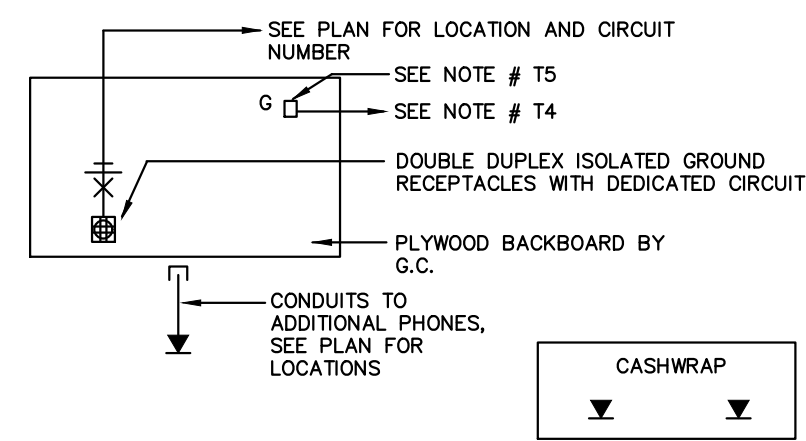 SEE PLAN FOR LOCATION AND CIRCUIT
NUMBER
SEE NOTE # T5
G
SEE NOTE # T4
DOUBLE DUPLEX ISOLATED GROUND
RECEPTACLES WITH DEDICATED CIRCUIT
PLYWOOD BACKBOARD BY
G.C.
CONDUITS TO
ADDITIONAL PHONES,
SEE PLAN FOR
LOCATIONS
CASHWRAP